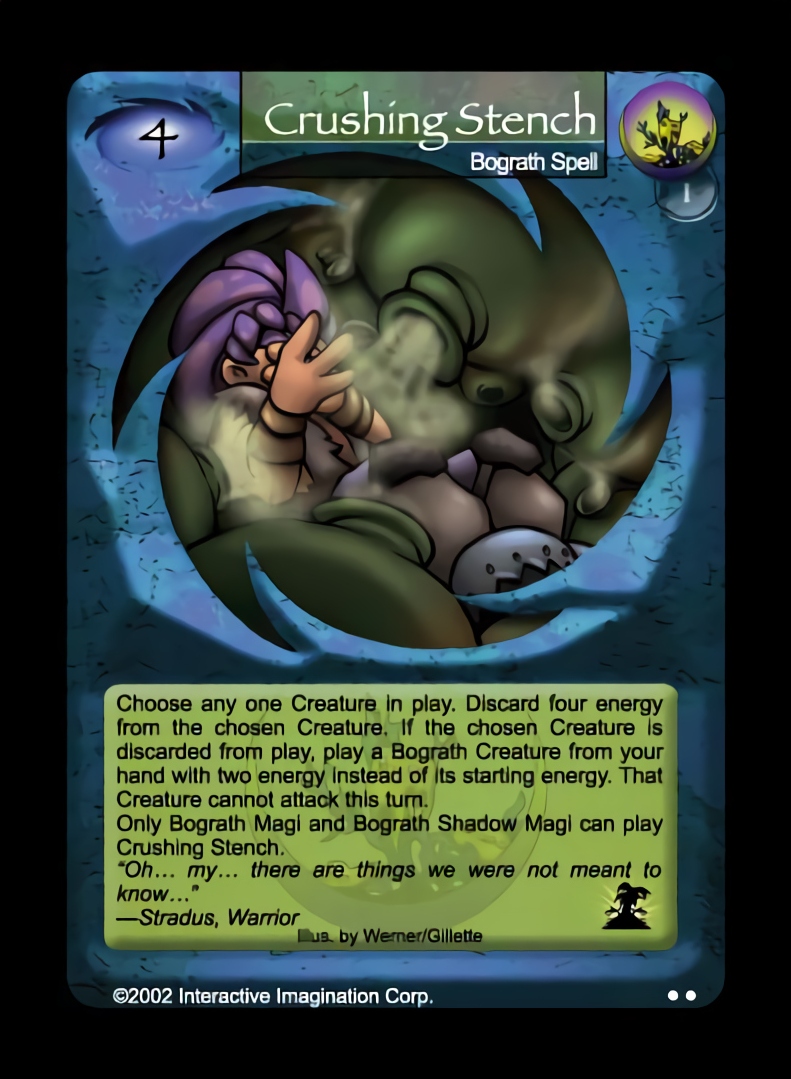 4
Crushing Stench
Bograth Spell
1
Choose any one Creature in play. Discard four energy
from the chosen Creature. If the chosen Creature is
discarded from play, play a Bograth Creature from your
hand with two energy instead of its starting energy. That
Creature cannot attack this turn.
Only Bograth Magi and Bograth Shadow Magi can play
Crushing Stench.
"Oh... my... there are things we were not meant to
know..."
—Stradus, Warrior
Illus. by Werner/Gillette
©2002 Interactive Imagination Corp.